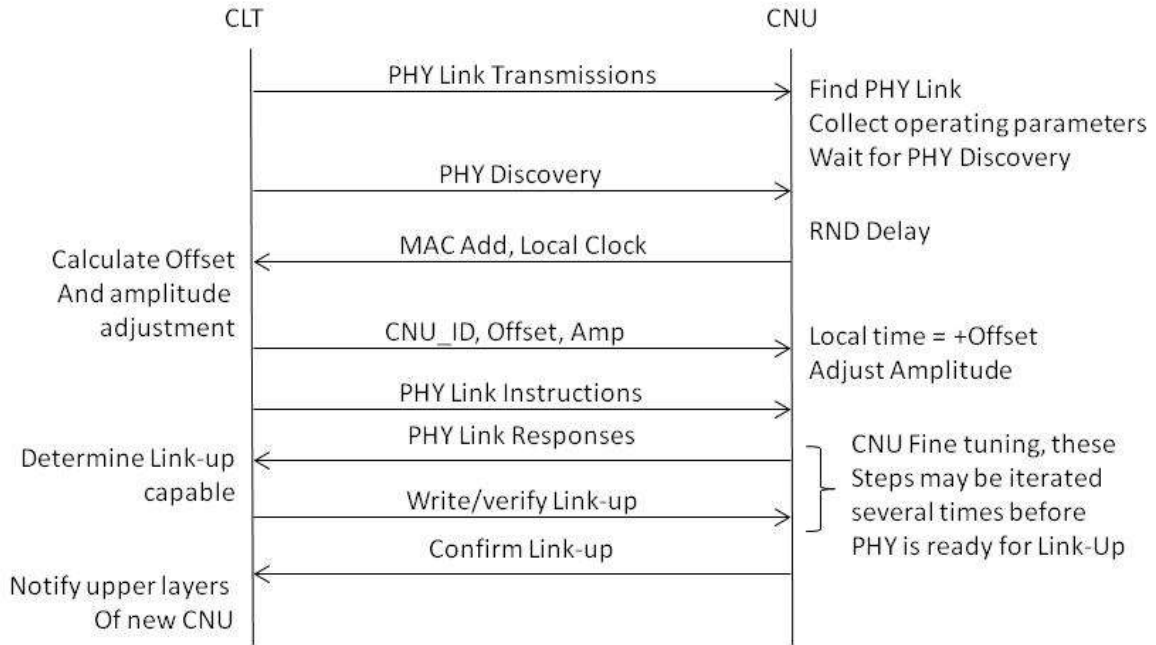 CLT
CNU
PHY Link Transmissions
Find PHY Link
Collect operating parameters
Wait for PHY Discovery
PHY Discovery
RND Delay
MAC Add, Local Clock
Calculate Offset
And amplitude
adjustment
CNU_ID, Offset, Amp
Local time = +Offset
Adjust Amplitude
PHY Link Instructions
PHY Link Responses
Determine Link-up
capable
CNU Fine tuning, these
Steps may be iterated
several times before
PHY is ready for Link-Up
Write/verify Link-up
Confirm Link-up
Notify upper layers
Of new CNU